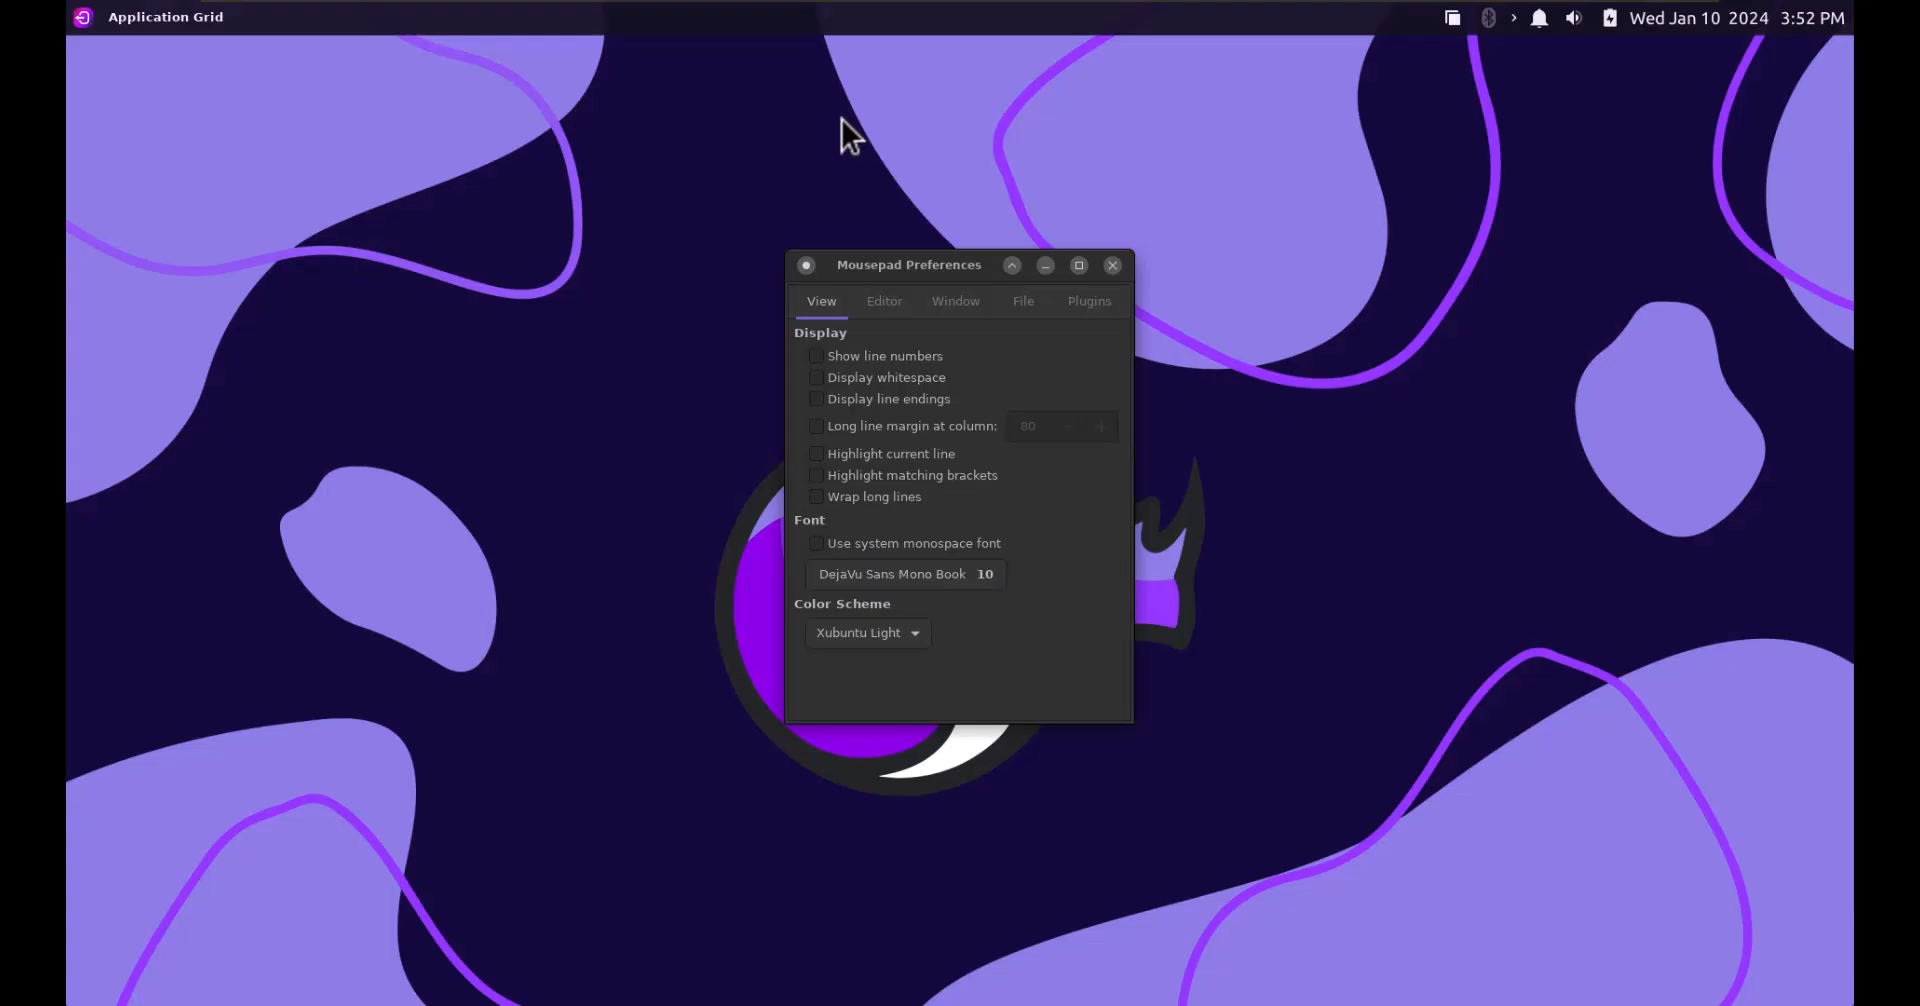 Application Grid
Wed Jan 10 2024 3:52 PM
Mousepad Preferences
View Editor Window File Plugins
Display
Show line numbers
Display whitespace
Display line endings
Long line margin at column: 80
Highlight current line
Highlight matching brackets
Wrap long lines
Font
Use system monospace font
DejaVu Sans Mono Book 10
Color Scheme
Xubuntu Light